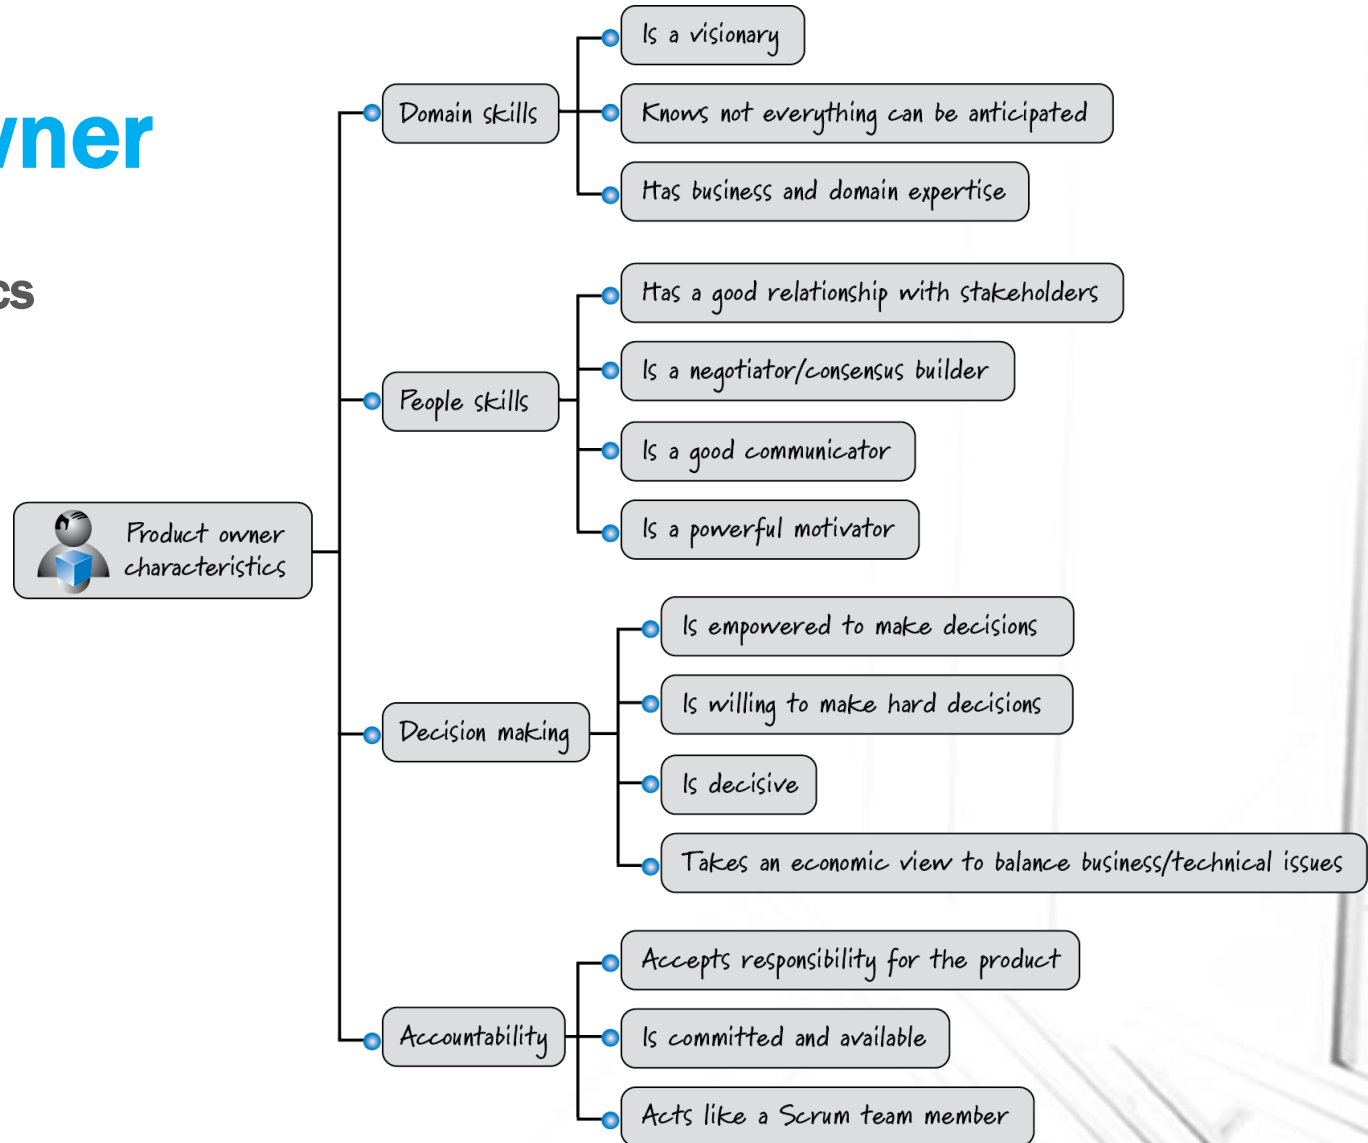 wner
cs
Product owner
characteristics
Domain skills
Is a visionary
Knows not everything can be anticipated
Has business and domain expertise
People skills
Has a good relationship with stakeholders
Is a negotiator/consensus builder
Is a good communicator
Is a powerful motivator
Decision making
Is empowered to make decisions
Is willing to make hard decisions
Is decisive
Takes an economic view to balance business/technical issues
Accountability
Accepts responsibility for the product
Is committed and available
Acts like a Scrum team member